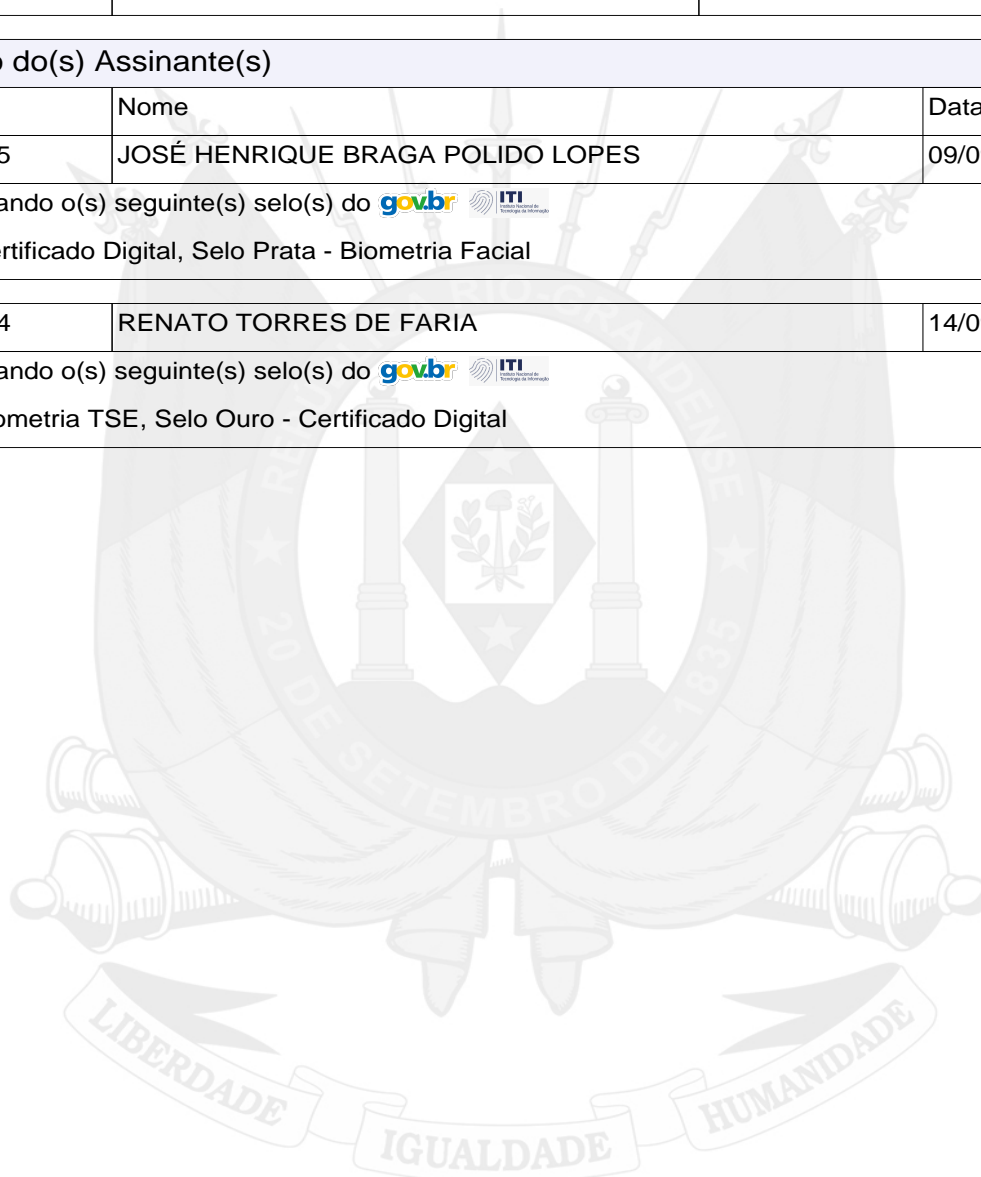 o do(s) Assinante(s)
Nome Data
5 JOSÉ HENRIQUE BRAGA POLIDO LOPES 09/0
ando o(s) seguinte(s) selo(s) do gov.br ITI
ertificado Digital, Selo Prata - Biometria Facial
4 RENATO TORRES DE FARIA 14/0
ando o(s) seguinte(s) selo(s) do gov.br ITI
ometria TSE, Selo Ouro - Certificado Digital
REPÚBLICA RIO-GRANDENSE
20 DE SETEMBRO DE 1835
LIBERDADE IGUALDADE HUMANIDADE